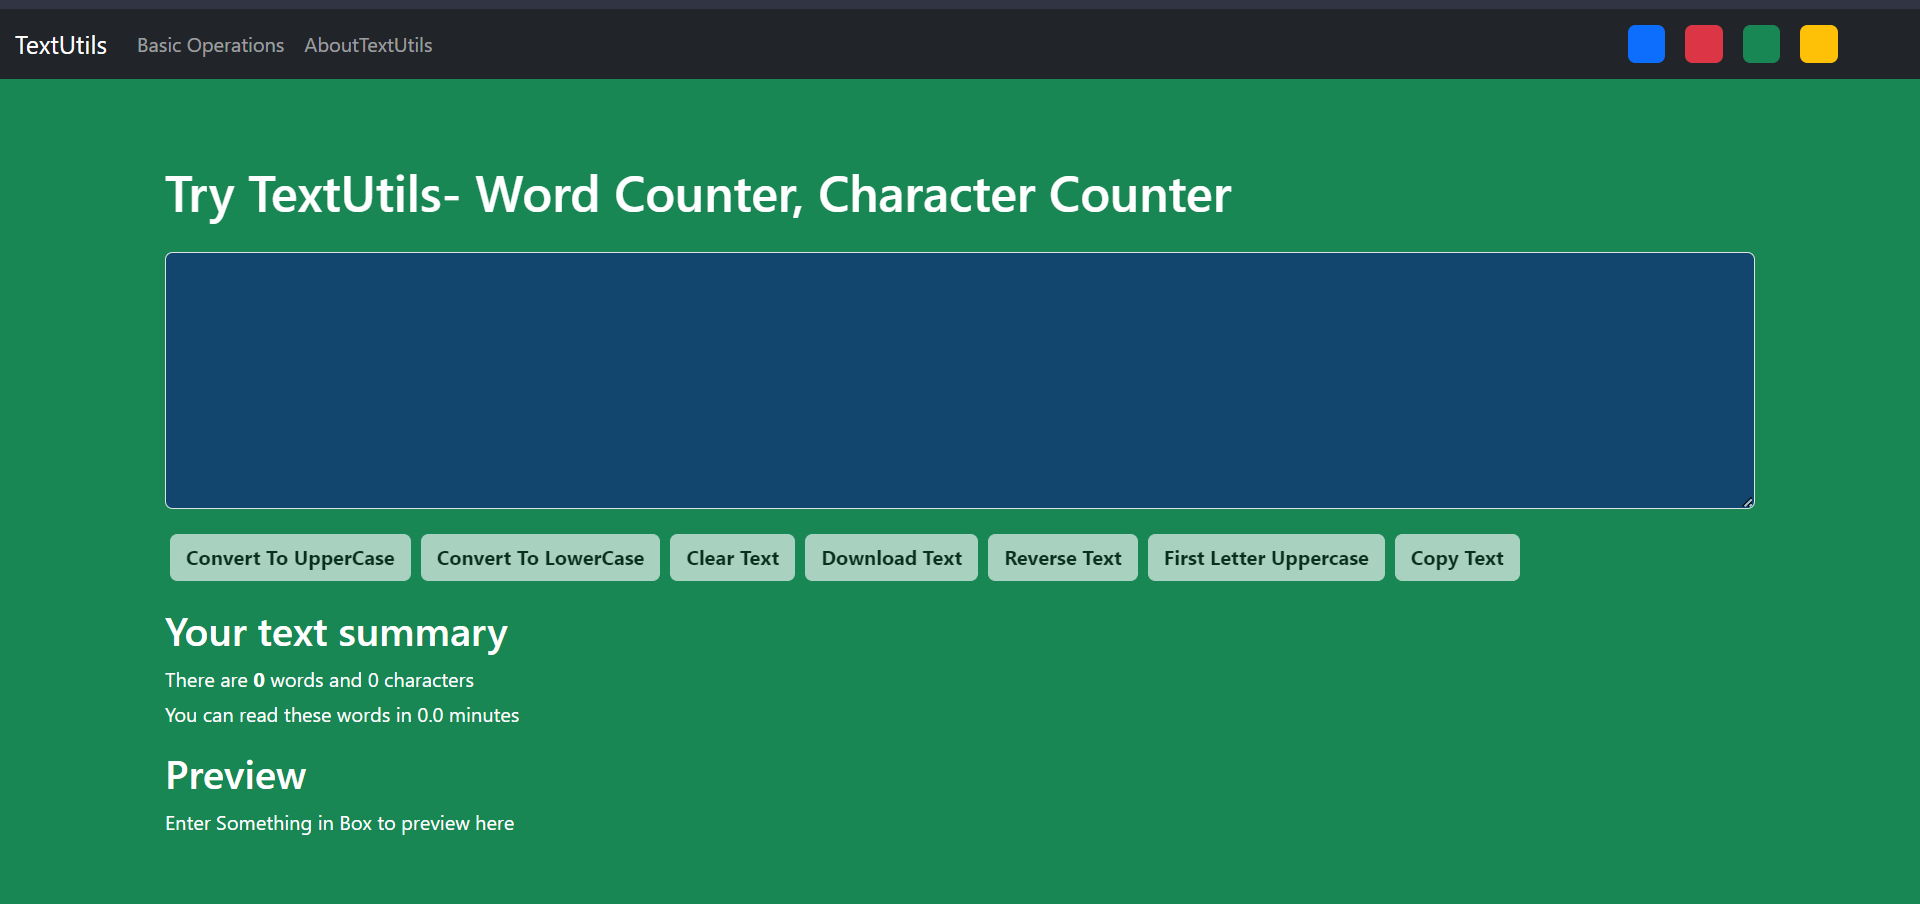 TextUtils Basic Operations AboutTextUtils
Try TextUtils- Word Counter, Character Counter
Convert To UpperCase Convert To LowerCase Clear Text Download Text Reverse Text First Letter Uppercase Copy Text
Your text summary
There are 0 words and 0 characters
You can read these words in 0.0 minutes
Preview
Enter Something in Box to preview here